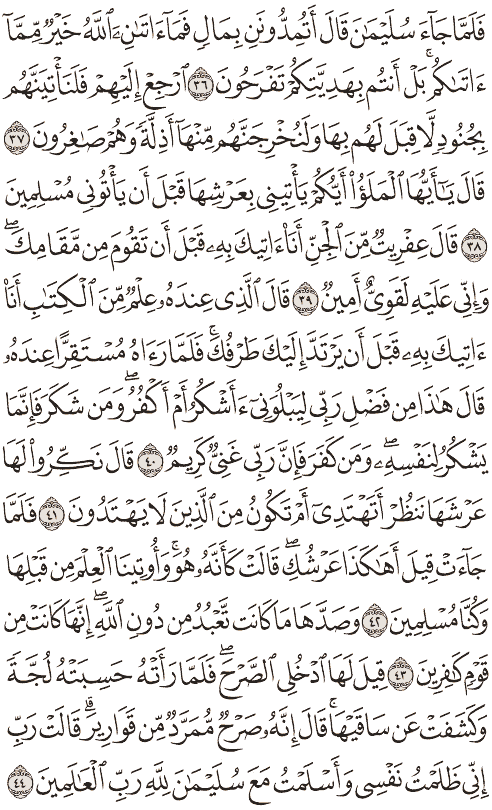 فَلَمَّا جَآءَ سُلَيۡمَٰنَ قَالَ أَتُمِدُّونَنِ بِمَالٖ فَمَآ ءَاتَىٰنِۦَ ٱللَّهُ خَيۡرٞ مِّمَّآ
ءَاتَىٰكُمۚ بَلۡ أَنتُم بِهَدِيَّتِكُمۡ تَفۡرَحُونَ ٣٦ ٱرۡجِعۡ إِلَيۡهِمۡ فَلَنَأۡتِيَنَّهُم
بِجُنُودٖ لَّا قِبَلَ لَهُم بِهَا وَلَنُخۡرِجَنَّهُم مِّنۡهَآ أَذِلَّةٗ وَهُمۡ صَٰغِرُونَ ٣٧
قَالَ يَٰٓأَيُّهَا ٱلۡمَلَؤُاْ أَيُّكُمۡ يَأۡتِينِي بِعَرۡشِهَا قَبۡلَ أَن يَأۡتُونِي مُسۡلِمِينَ
٣٨ قَالَ عِفۡرِيتٞ مِّنَ ٱلۡجِنِّ أَنَا۠ ءَاتِيكَ بِهِۦ قَبۡلَ أَن تَقُومَ مِن مَّقَامِكَۖ
وَإِنِّي عَلَيۡهِ لَقَوِيٌّ أَمِينٞ ٣٩ قَالَ ٱلَّذِي عِندَهُۥ عِلۡمٞ مِّنَ ٱلۡكِتَٰبِ أَنَا۠
ءَاتِيكَ بِهِۦ قَبۡلَ أَن يَرۡتَدَّ إِلَيۡكَ طَرۡفُكَۚ فَلَمَّا رَءَاهُ مُسۡتَقِرًّا عِندَهُۥ
قَالَ هَٰذَا مِن فَضۡلِ رَبِّي لِيَبۡلُوَنِيٓ ءَأَشۡكُرُ أَمۡ أَكۡفُرُۖ وَمَن شَكَرَ فَإِنَّمَا
يَشۡكُرُ لِنَفۡسِهِۦۖ وَمَن كَفَرَ فَإِنَّ رَبِّي غَنِيّٞ كَرِيمٞ ٤٠ قَالَ نَكِّرُواْ لَهَا
عَرۡشَهَا نَنظُرۡ أَتَهۡتَدِيٓ أَمۡ تَكُونُ مِنَ ٱلَّذِينَ لَا يَهۡتَدُونَ ٤١ فَلَمَّا
جَآءَتۡ قِيلَ أَهَٰكَذَا عَرۡشُكِۖ قَالَتۡ كَأَنَّهُۥ هُوَۚ وَأُوتِينَا ٱلۡعِلۡمَ مِن قَبۡلِهَا
وَكُنَّا مُسۡلِمِينَ ٤٢ وَصَدَّهَا مَا كَانَت تَّعۡبُدُ مِن دُونِ ٱللَّهِۖ إِنَّهَا كَانَتۡ مِن
قَوۡمٖ كَٰفِرِينَ ٤٣ قِيلَ لَهَا ٱدۡخُلِي ٱلصَّرۡحَۖ فَلَمَّا رَأَتۡهُ حَسِبَتۡهُ لُجَّةٗ
وَكَشَفَتۡ عَن سَاقَيۡهَاۚ قَالَ إِنَّهُۥ صَرۡحٞ مُّمَرَّدٞ مِّن قَوَارِيرَۗ قَالَتۡ رَبِّ
إِنِّي ظَلَمۡتُ نَفۡسِي وَأَسۡلَمۡتُ مَعَ سُلَيۡمَٰنَ لِلَّهِ رَبِّ ٱلۡعَٰلَمِينَ ٤٤